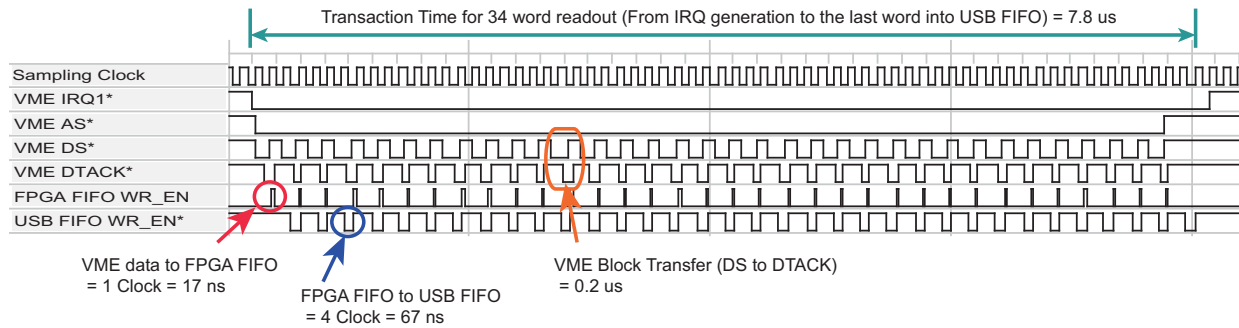 Transaction Time for 34 word readout (From IRQ generation to the last word into USB FIFO) = 7.8 us
Sampling Clock
VME IRQ1*
VME AS*
VME DS*
VME DTACK*
FPGA FIFO WR_EN
USB FIFO WR_EN*
VME data to FPGA FIFO
= 1 Clock = 17 ns
FPGA FIFO to USB FIFO
= 4 Clock = 67 ns
VME Block Transfer (DS to DTACK)
= 0.2 us